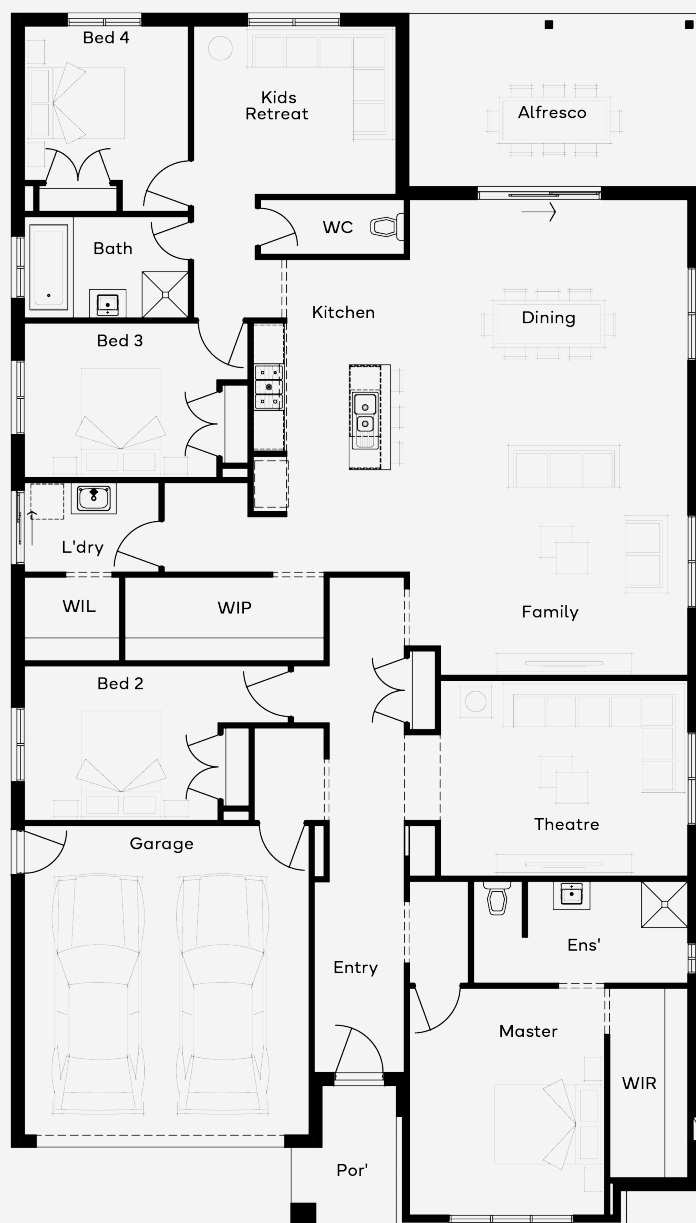 Bed 4
Kids
Retreat
Alfresco
WC
Bath
Kitchen
Dining
Bed 3
L'dry
WIL
WIP
Family
Bed 2
Theatre
Garage
Ens'
Entry
Master
WIR
Por'